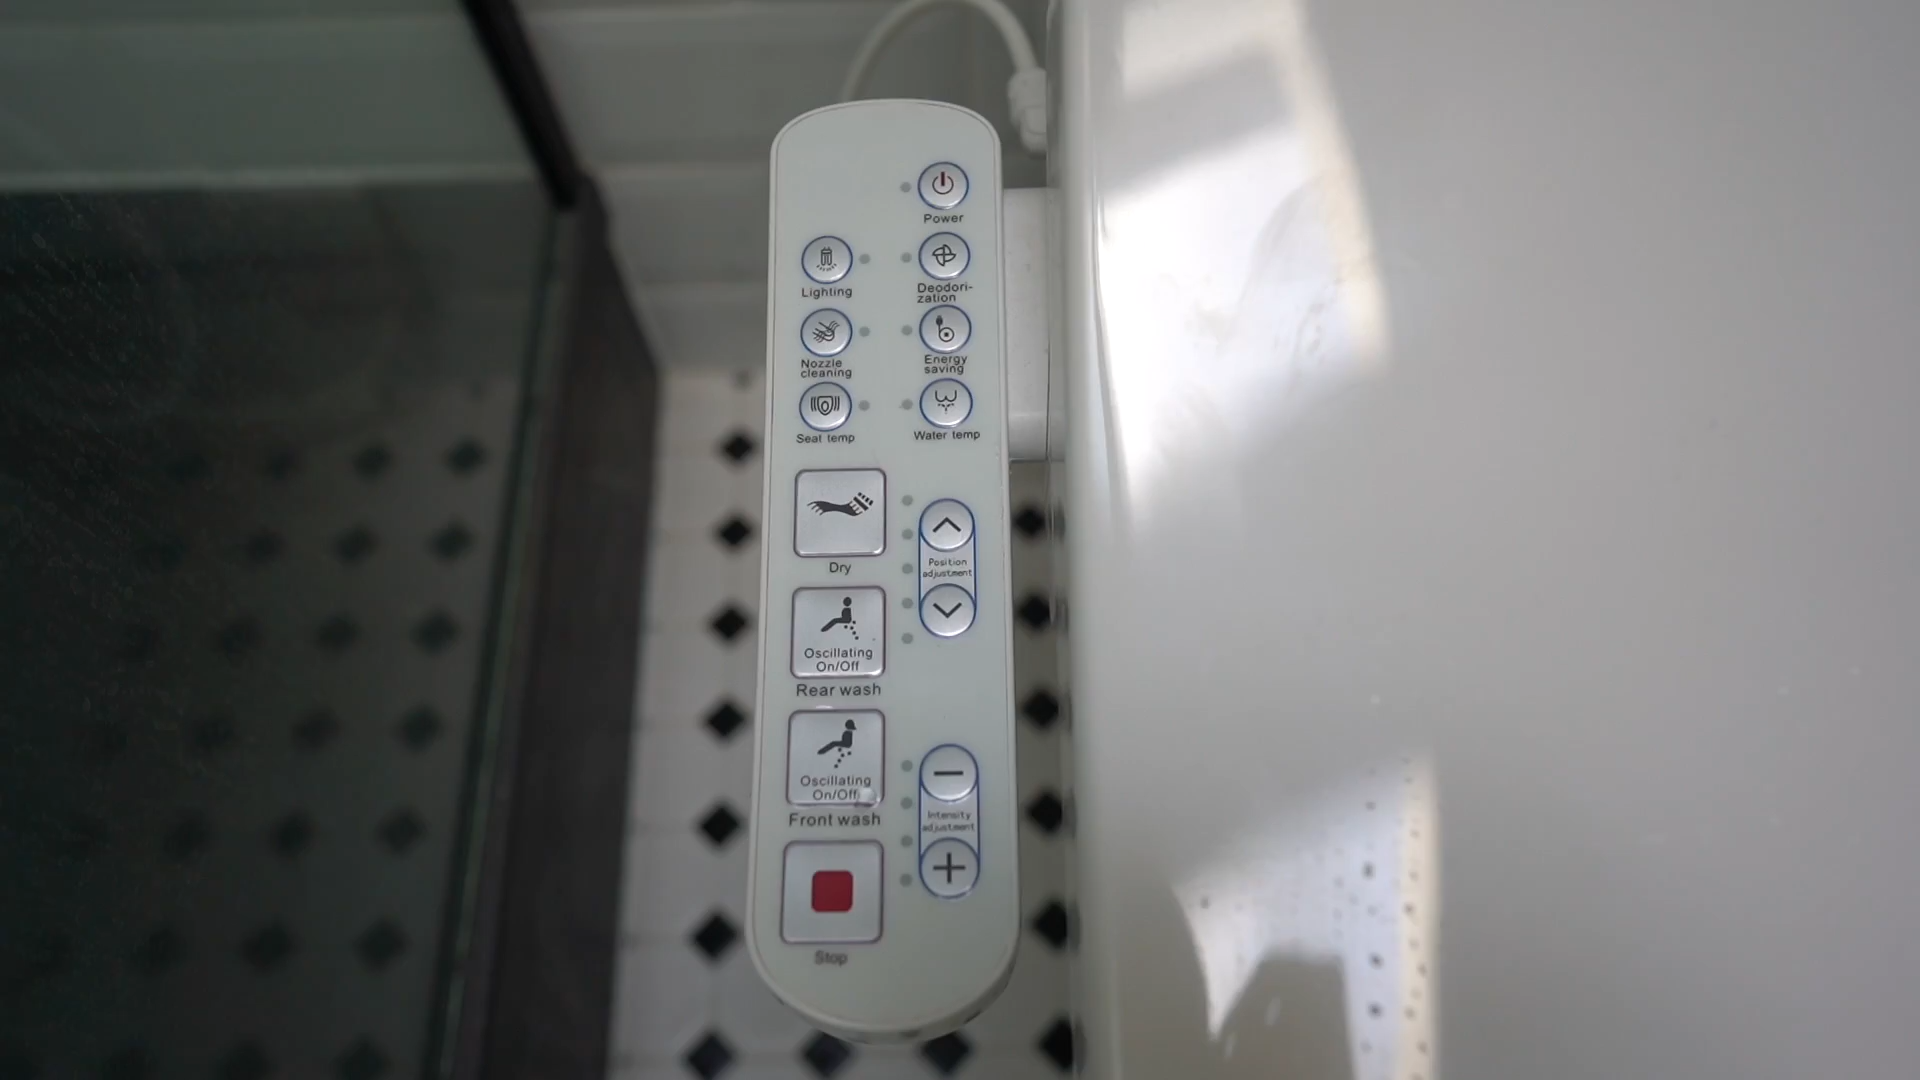 Power
Lighting
Deodori-
zation
Nozzle
cleaning
Energy
saving
Seat temp
Water temp
Dry
Position
adjustment
Oscillating
On/Off
Rear wash
Oscillating
On/Off
Front wash
Intensity
adjustment
Stop